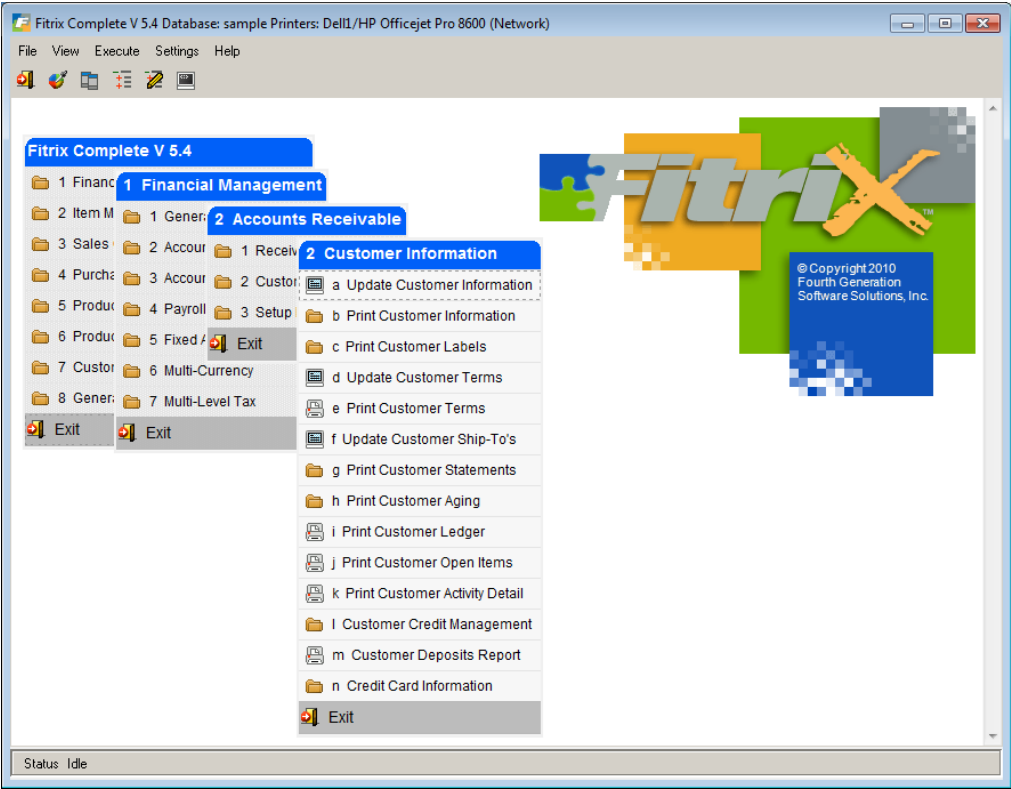 Fitrix Complete V 5.4 Database: sample Printers: Dell1/HP Officejet Pro 8600 (Network)
File View Execute Settings Help
Fitrix
TM
© Copyright 2010
Fourth Generation
Software Solutions, Inc.
Fitrix Complete V 5.4
1 Financ
2 Item M
3 Sales
4 Purcha
5 Produc
6 Produc
7 Custor
8 Genera
Exit
1 Financial Management
1 Genera
2 Accour
3 Accour
4 Payroll
5 Fixed A
6 Multi-Currency
7 Multi-Level Tax
Exit
2 Accounts Receivable
1 Receiv
2 Custor
3 Setup
Exit
2 Customer Information
a Update Customer Information
b Print Customer Information
c Print Customer Labels
d Update Customer Terms
e Print Customer Terms
f Update Customer Ship-To's
g Print Customer Statements
h Print Customer Aging
i Print Customer Ledger
j Print Customer Open Items
k Print Customer Activity Detail
l Customer Credit Management
m Customer Deposits Report
n Credit Card Information
Exit
Status Idle